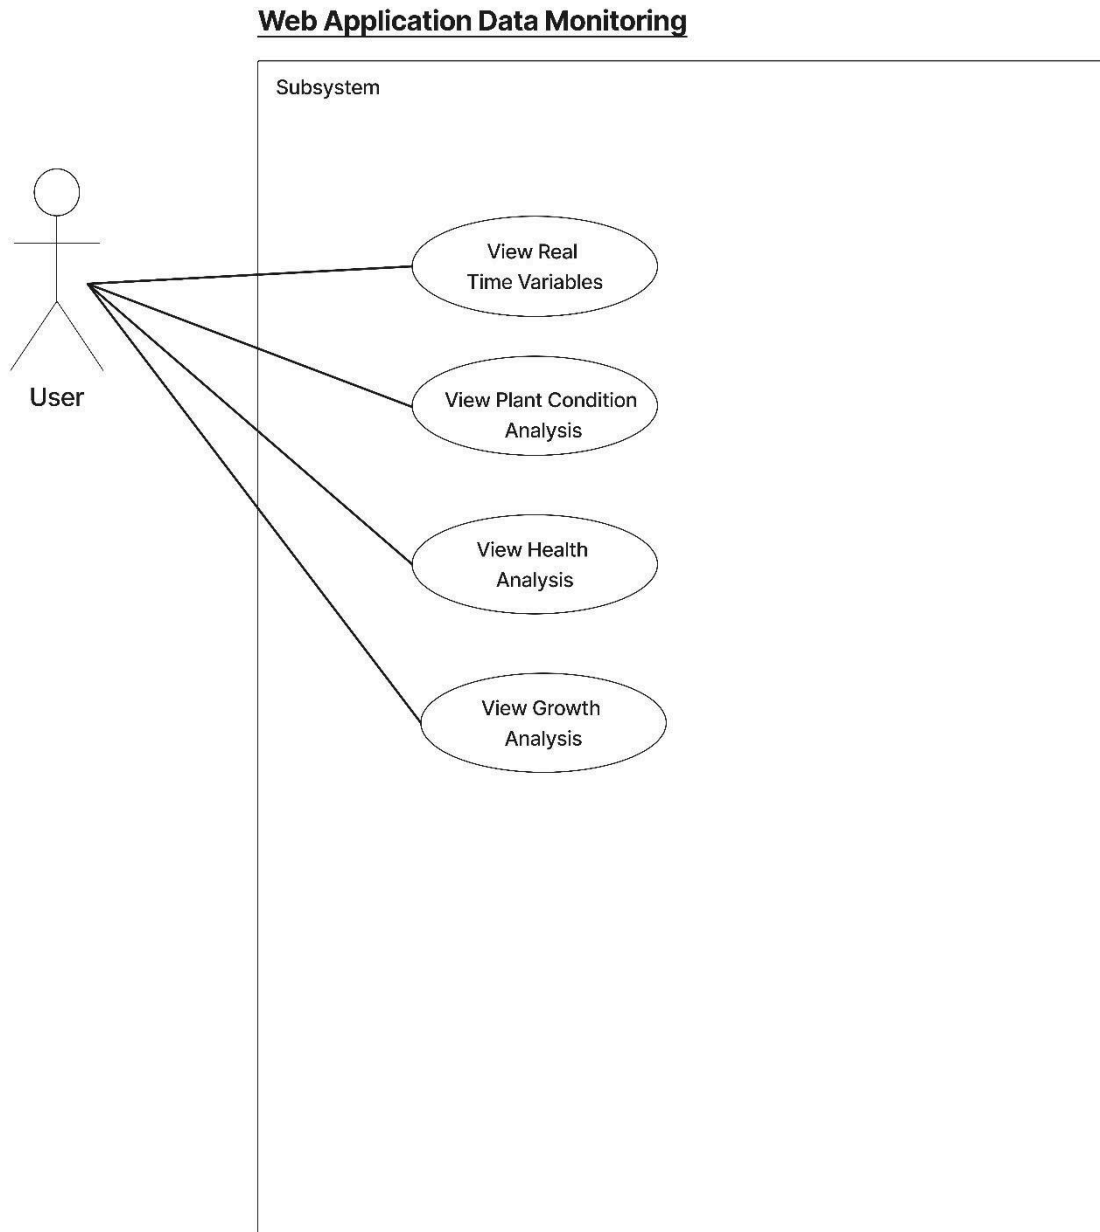 Web Application Data Monitoring
Subsystem
User
View Real
Time Variables
View Plant Condition
Analysis
View Health
Analysis
View Growth
Analysis